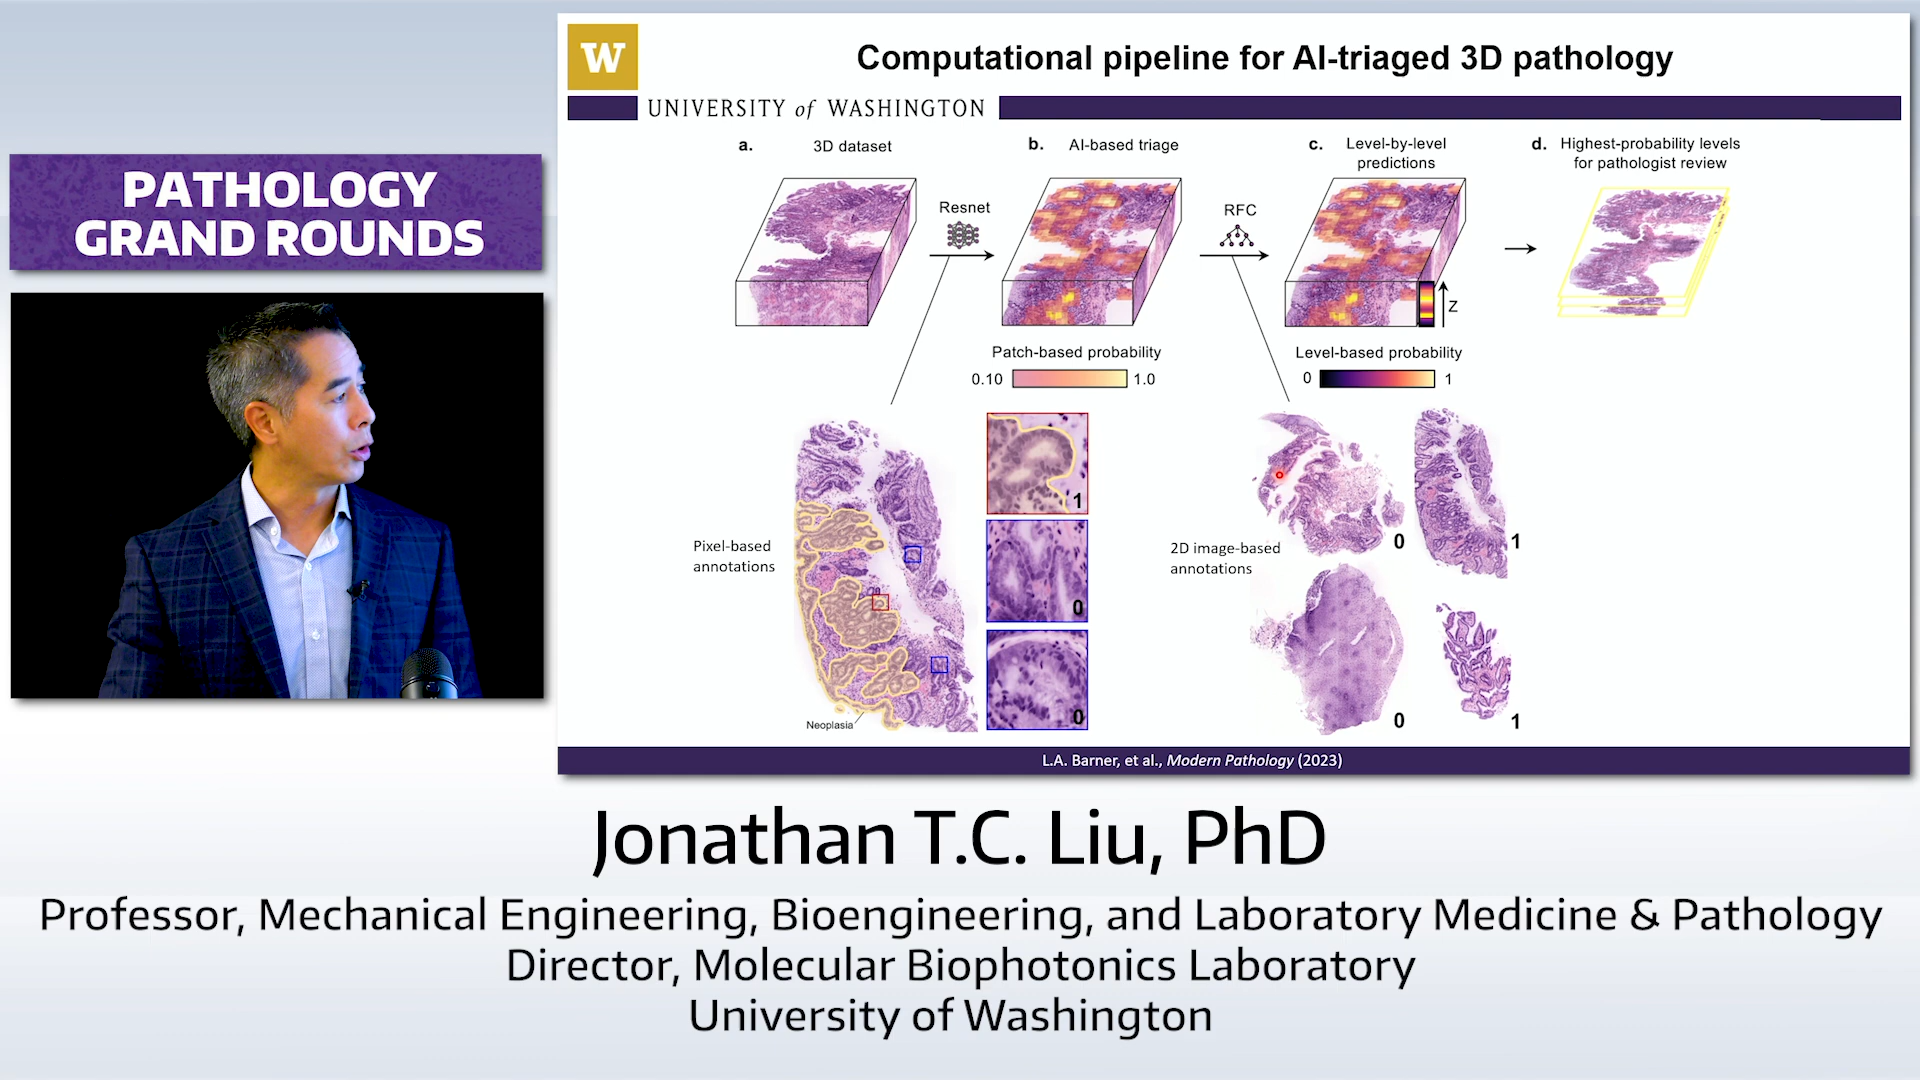 PATHOLOGY
GRAND ROUNDS
W
Computational pipeline for AI-triaged 3D pathology
UNIVERSITY of WASHINGTON
a. 3D dataset
b. AI-based triage
c. Level-by-level
predictions
d. Highest-probability levels
for pathologist review
Resnet
RFC
Z
Patch-based probability
0.10 1.0
Level-based probability
0 1
Pixel-based
annotations
Neoplasia
1
0
0
2D image-based
annotations
0
1
0
1
L.A. Barner, et al., Modern Pathology (2023)
Jonathan T.C. Liu, PhD
Professor, Mechanical Engineering, Bioengineering, and Laboratory Medicine & Pathology
Director, Molecular Biophotonics Laboratory
University of Washington